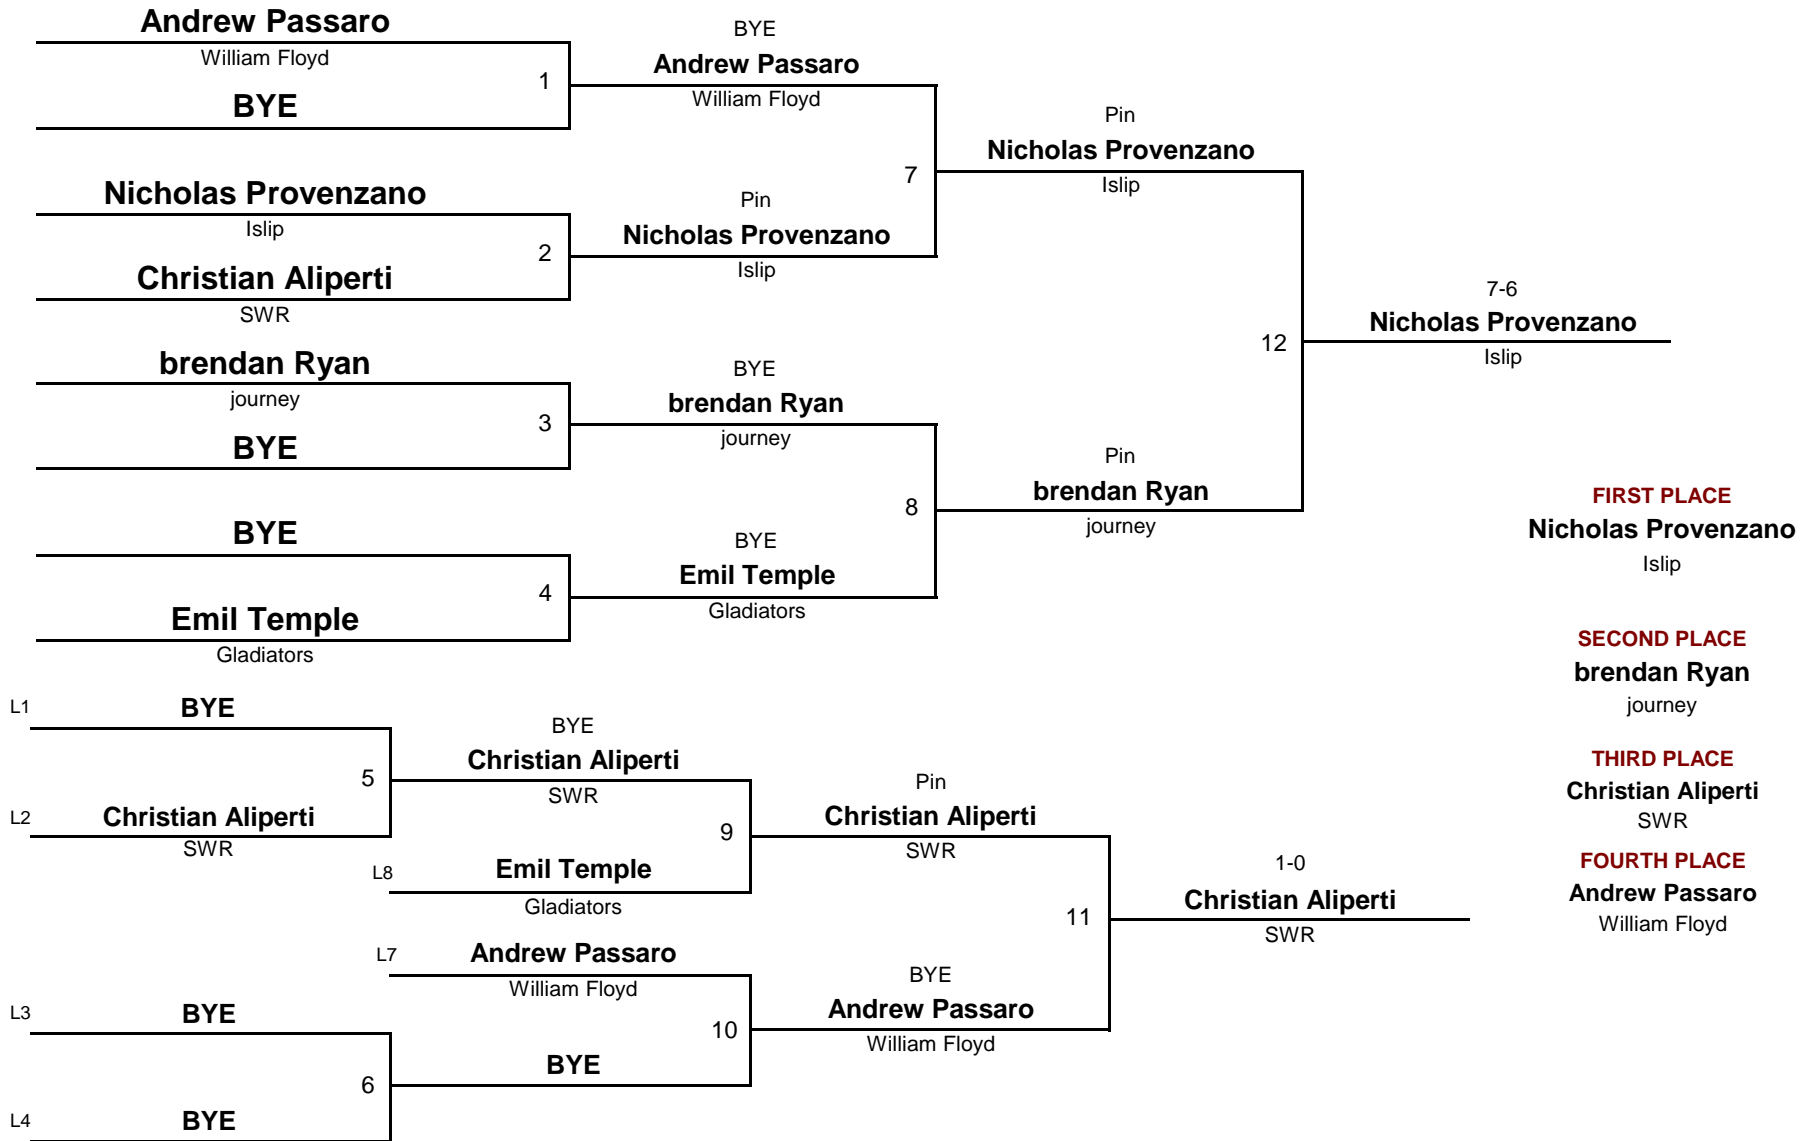 Andrew Passaro
William Floyd
1
BYE
BYE
Andrew Passaro
William Floyd
Nicholas Provenzano
Islip
2
Christian Aliperti
SWR
Pin
Nicholas Provenzano
Islip
7
Pin
Nicholas Provenzano
Islip
brendan Ryan
journey
3
BYE
BYE
brendan Ryan
journey
BYE
4
Emil Temple
Gladiators
BYE
Emil Temple
Gladiators
8
Pin
brendan Ryan
journey
12
7-6
Nicholas Provenzano
Islip
L1
BYE
5
L2
Christian Aliperti
SWR
BYE
Christian Aliperti
SWR
9
L8
Emil Temple
Gladiators
Pin
Christian Aliperti
SWR
L7
Andrew Passaro
William Floyd
10
L3
BYE
6
L4
BYE
BYE
BYE
Andrew Passaro
William Floyd
11
1-0
Christian Aliperti
SWR
FIRST PLACE
Nicholas Provenzano
Islip
SECOND PLACE
brendan Ryan
journey
THIRD PLACE
Christian Aliperti
SWR
FOURTH PLACE
Andrew Passaro
William Floyd